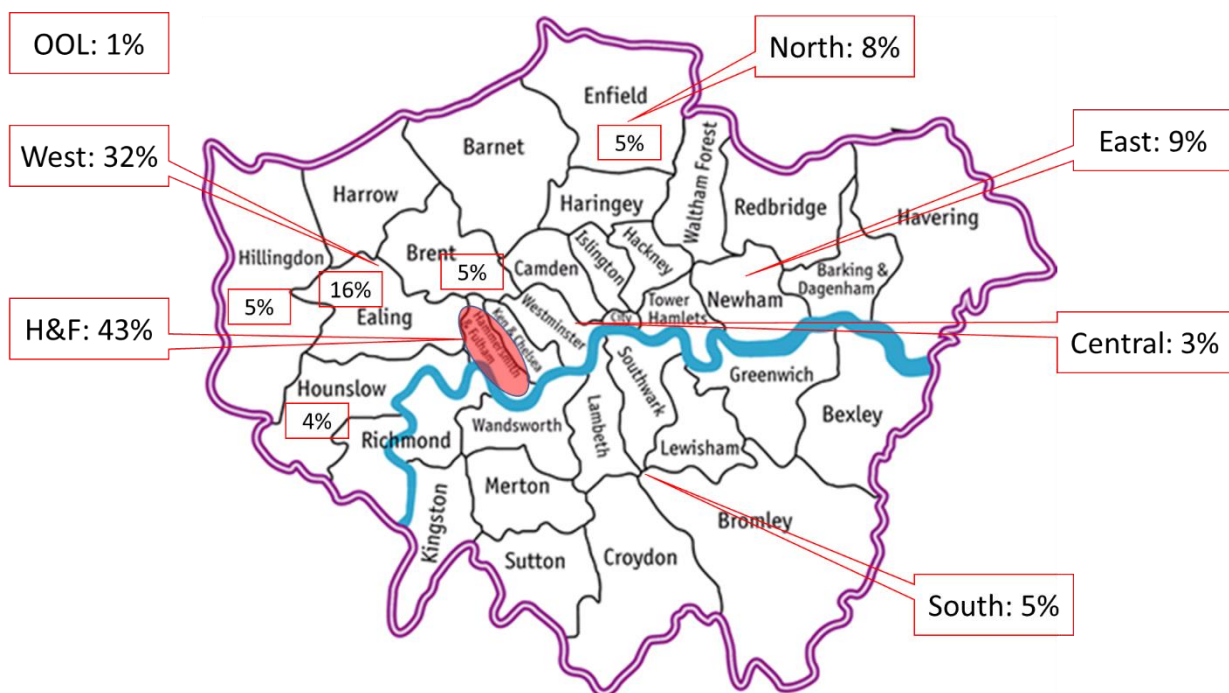 OOL: 1%
North: 8%
Enfield
5%
West: 32%
Barnet
East: 9%
Harrow
Waltham Forest
Haringey
Redbridge
Havering
Hillingdon
Brent
5%
Camden
Islington
Hackney
Barking &
Dagenham
5%
16%
Ealing
Newham
Tower
Hamlets
City
Westminster
H&F: 43%
Hammersmith
& Fulham
Ken & Chelsea
Central: 3%
Hounslow
4%
Richmond
Wandsworth
Lambeth
Southwark
Greenwich
Bexley
Lewisham
Kingston
Merton
Bromley
Sutton
Croydon
South: 5%